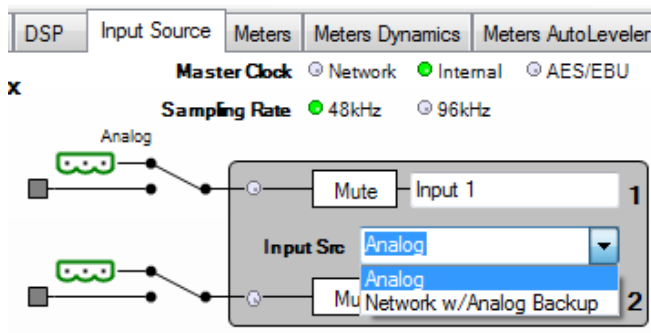 DSP Input Source Meters Meters Dynamics Meters AutoLeveler
x Master Clock Network Internal AES/EBU
Sampling Rate 48kHz 96kHz
Analog
Mute Input 1 1
Input Src Analog
Analog
Mu Network w/Analog Backup 2